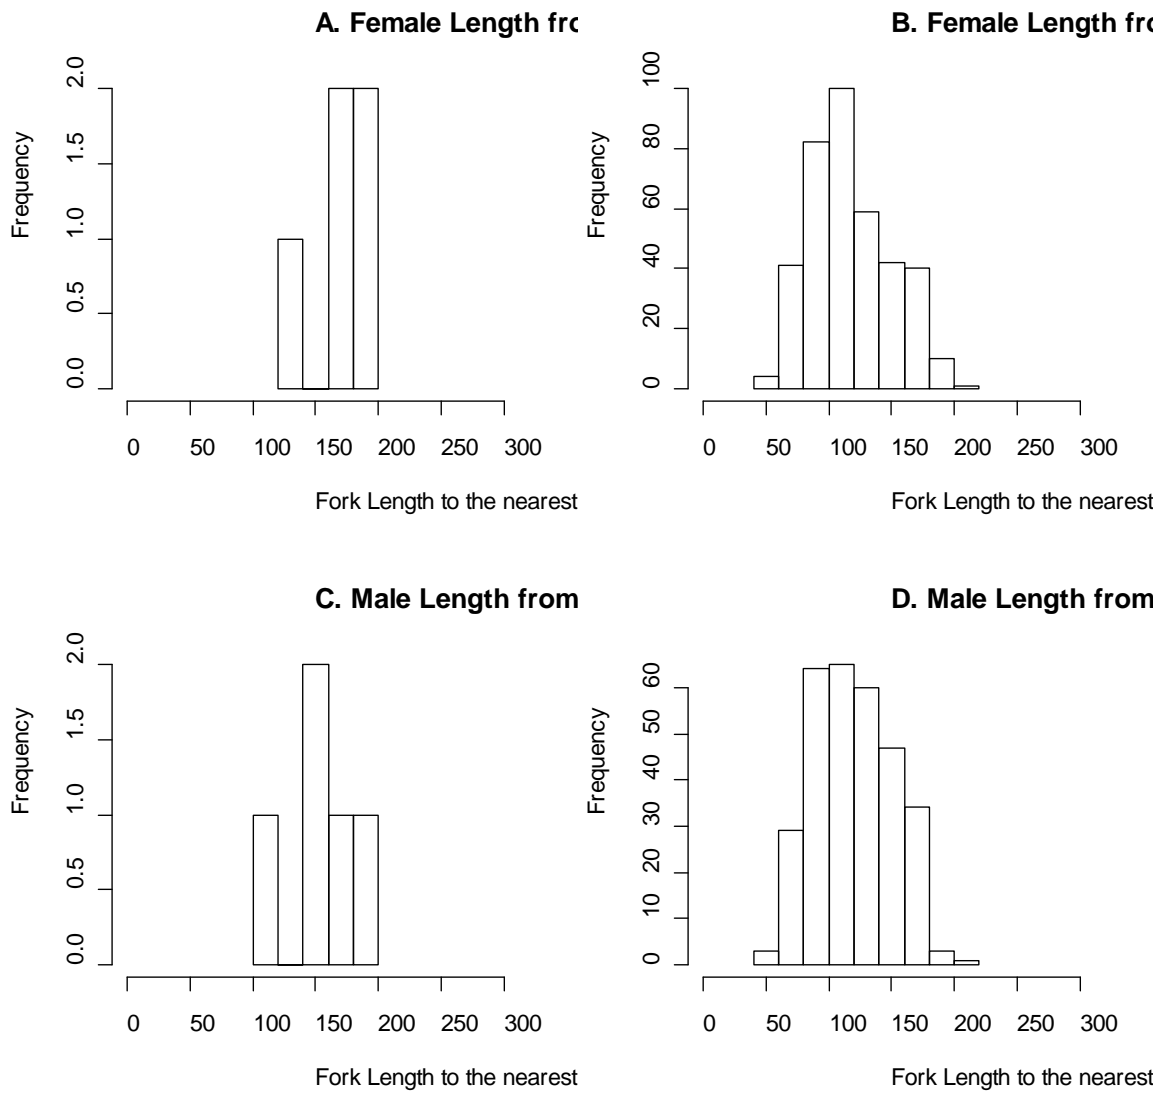 A. Female Length frc
2.0
1.5
1.0
0.5
0.0
Frequency
0 50 100 150 200 250 300
Fork Length to the nearest
B. Female Length fro
100
80
60
40
20
0
Frequency
0 50 100 150 200 250 300
Fork Length to the nearest
C. Male Length from
2.0
1.5
1.0
0.5
0.0
Frequency
0 50 100 150 200 250 300
Fork Length to the nearest
D. Male Length from
60
50
40
30
20
10
0
Frequency
0 50 100 150 200 250 300
Fork Length to the nearest